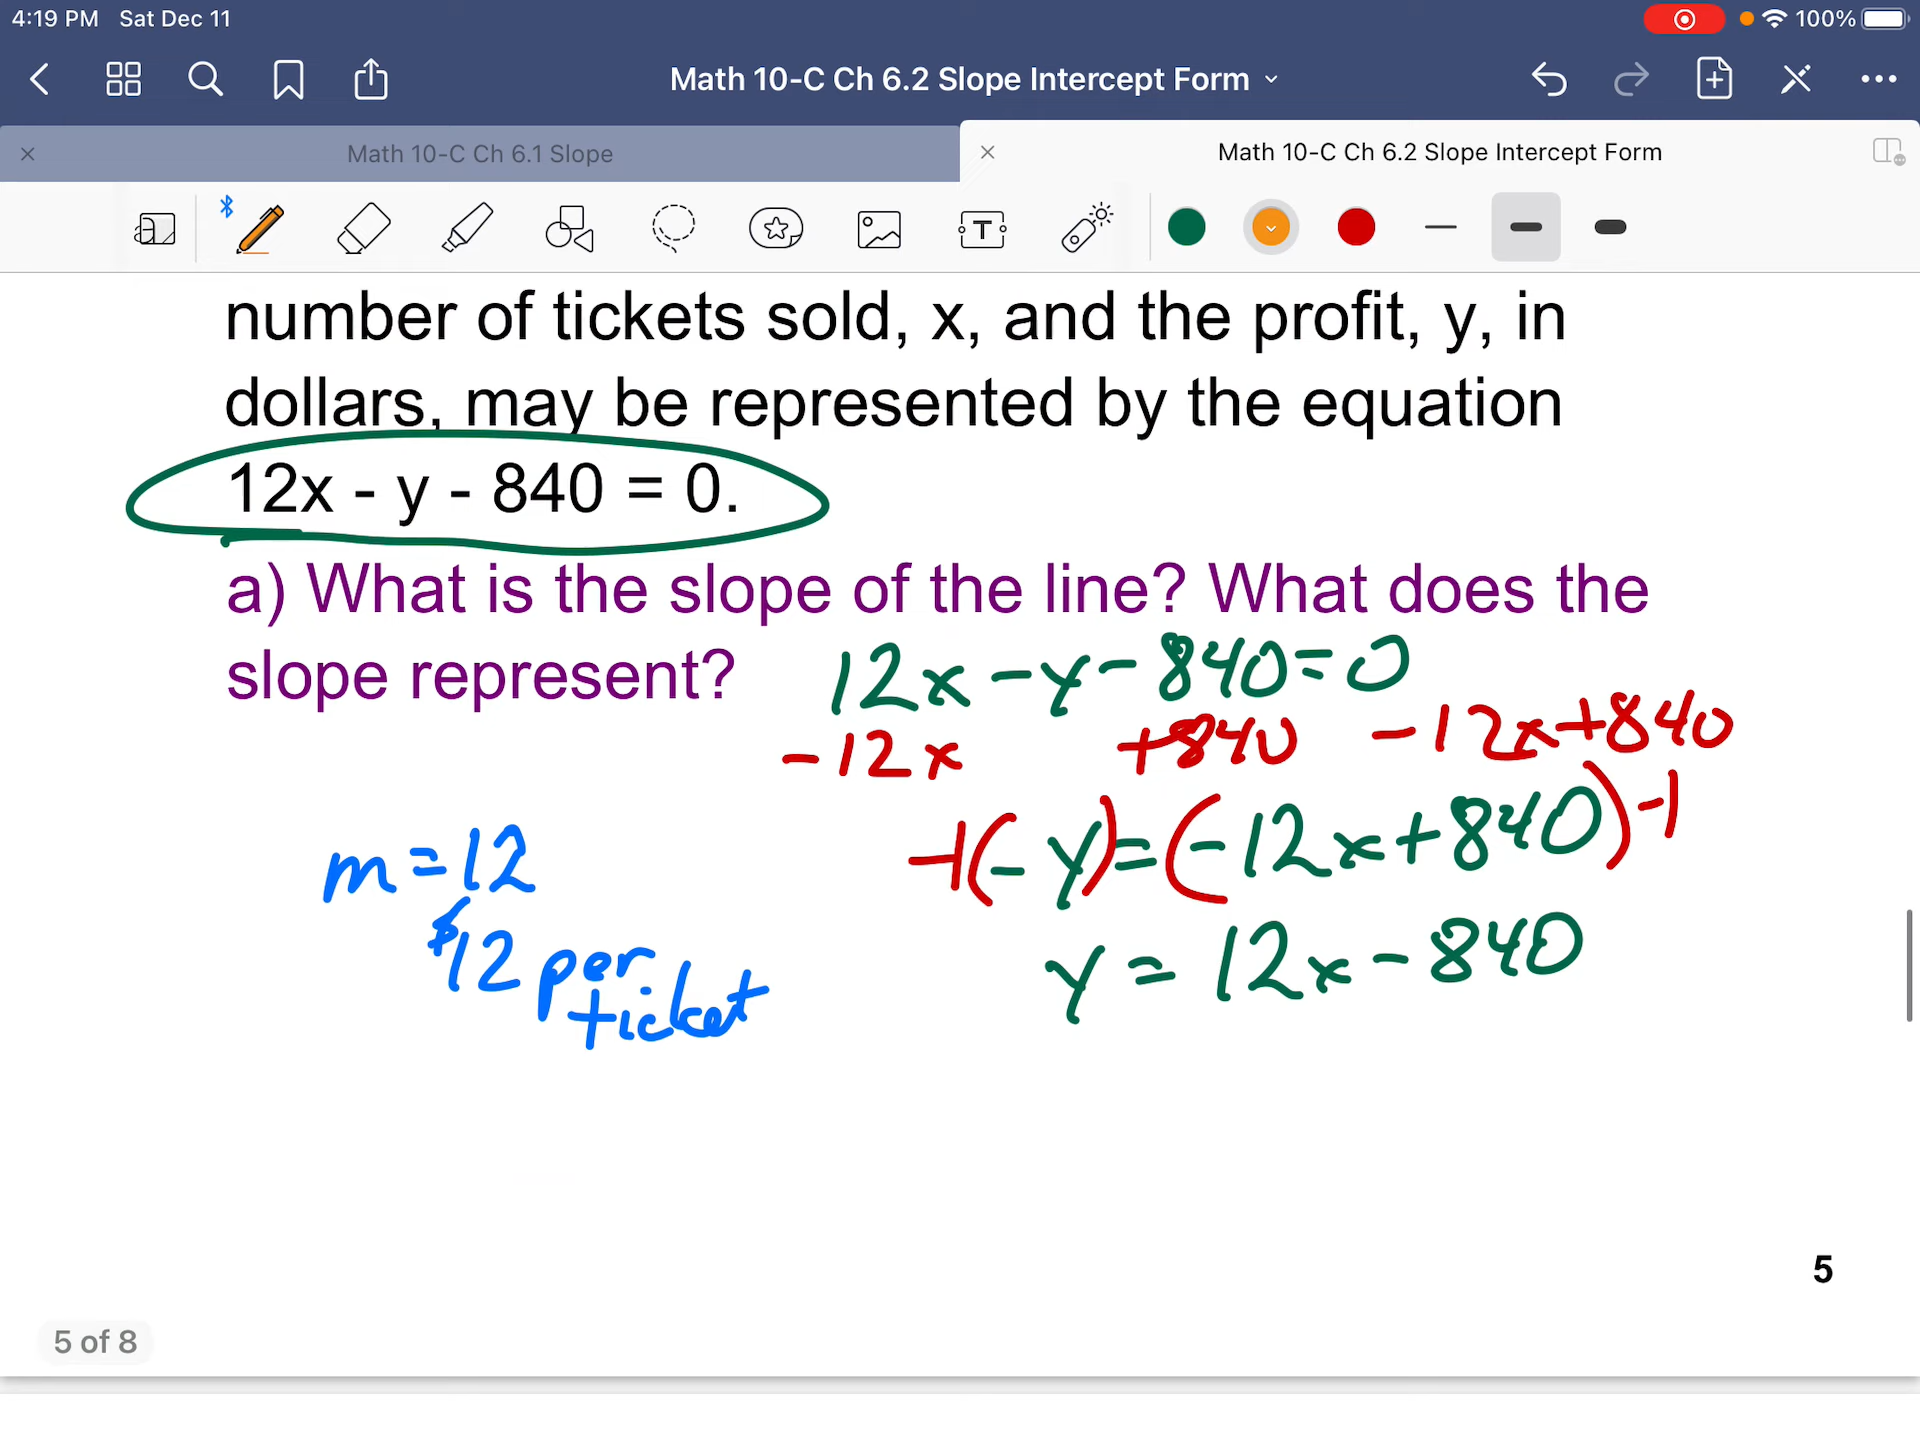 4:19 PM Sat Dec 11
100%
Math 10-C Ch 6.2 Slope Intercept Form
Math 10-C Ch 6.1 Slope
Math 10-C Ch 6.2 Slope Intercept Form
number of tickets sold, x, and the profit, y, in
dollars, may be represented by the equation
12x - y - 840 = 0.
a) What is the slope of the line? What does the
slope represent?
12x - y - 840 = 0
-12x +840 -12x+840
-1(-y) = (-12x+840)-1
y = 12x - 840
m = 12
$12 per
ticket
5
5 of 8